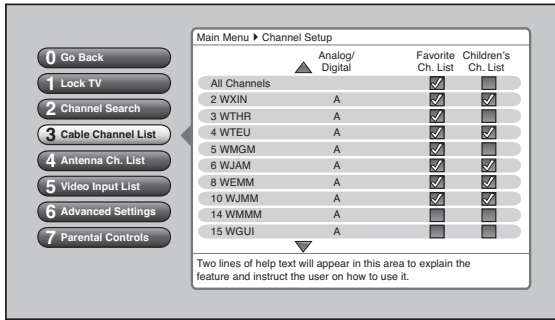 0 Go Back
1 Lock TV
2 Channel Search
3 Cable Channel List
4 Antenna Ch. List
5 Video Input List
6 Advanced Settings
7 Parental Controls
Main Menu Channel Setup
Analog/ Favorite Children's
Digital Ch. List Ch. List
All Channels
2 WXIN A
3 WTHR A
4 WTEU A
5 WMGM A
6 WJAM A
8 WEMM A
10 WJMM A
14 WMMM A
15 WGUI A
Two lines of help text will appear in this area to explain the
feature and instruct the user on how to use it.